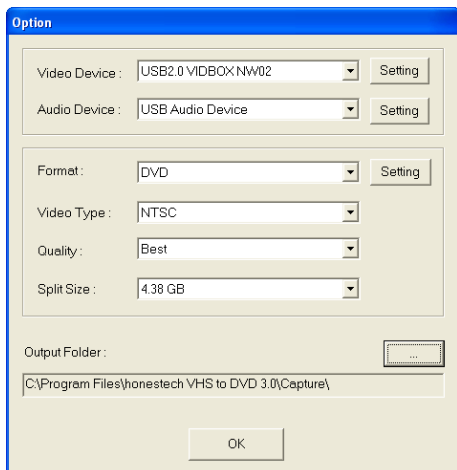 Option
Video Device : USB2.0 VIDBOX NW02 Setting
Audio Device : USB Audio Device Setting
Format : DVD Setting
Video Type : NTSC
Quality : Best
Split Size : 4.38 GB
Output Folder : ...
C:\Program Files\honestech VHS to DVD 3.0\Capture\
OK